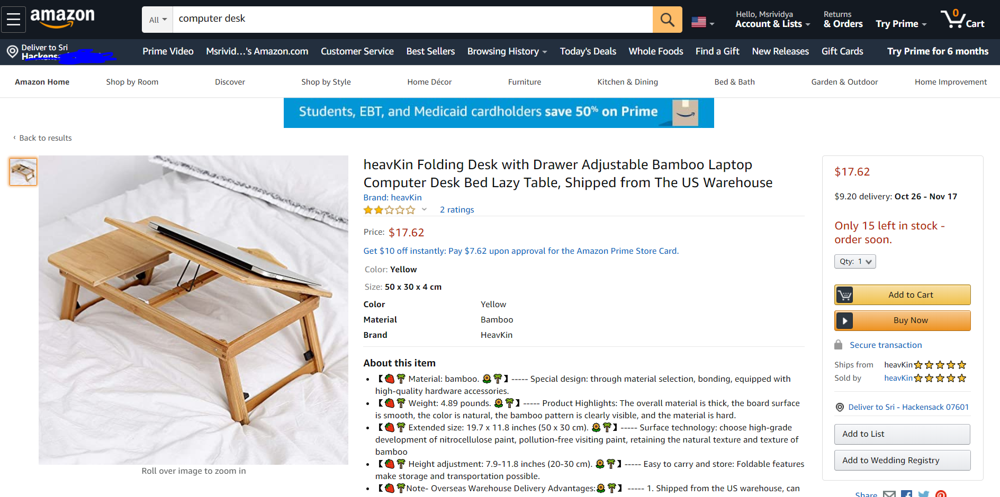 amazon
All
computer desk
Hello, Msrividya
Account & Lists
Returns
& Orders
Try Prime
0
Cart
Deliver to Sri
Prime Video
Msrivid...'s Amazon.com
Customer Service
Best Sellers
Browsing History
Today's Deals
Whole Foods
Find a Gift
New Releases
Gift Cards
Try Prime for 6 months
Amazon Home
Shop by Room
Discover
Shop by Style
Home Décor
Furniture
Kitchen & Dining
Bed & Bath
Garden & Outdoor
Home Improvement
Students, EBT, and Medicaid cardholders save 50% on Prime
‹ Back to results
Roll over image to zoom in
heavKin Folding Desk with Drawer Adjustable Bamboo Laptop
Computer Desk Bed Lazy Table, Shipped from The US Warehouse
Brand: heavKin
2 ratings
Price: $17.62
Get $10 off instantly: Pay $7.62 upon approval for the Amazon Prime Store Card.
Color: Yellow
Size: 50 x 30 x 4 cm
Color Yellow
Material Bamboo
Brand HeavKin
About this item
• 【🍓🌴 Material: bamboo. 🌻🌴】 ----- Special design: through material selection, bonding, equipped with
high-quality hardware accessories.
• 【🍓🌴 Weight: 4.89 pounds. 🌻🌴】 ----- Product Highlights: The overall material is thick, the board surface
is smooth, the color is natural, the bamboo pattern is clearly visible, and the material is hard.
• 【🍓🌴 Extended size: 19.7 x 11.8 inches (50 x 30 cm). 🌻🌴】 ----- Surface technology: choose high-grade
development of nitrocellulose paint, pollution-free visiting paint, retaining the natural texture and texture of
bamboo
• 【🍓🌴 Height adjustment: 7.9-11.8 inches (20-30 cm). 🌻🌴】 ----- Easy to carry and store: Foldable features
make storage and transportation possible.
• 【🍓🌴Note- Overseas Warehouse Delivery Advantages:🌻🌴】 ----- 1. Shipped from the US warehouse, can
$17.62
$9.20 delivery: Oct 26 - Nov 17
Only 15 left in stock -
order soon.
Qty: 1
Add to Cart
Buy Now
Secure transaction
Ships from heavKin⭐⭐⭐⭐⭐
Sold by heavKin⭐⭐⭐⭐⭐
Deliver to Sri - Hackensack 07601
Add to List
Add to Wedding Registry
Share